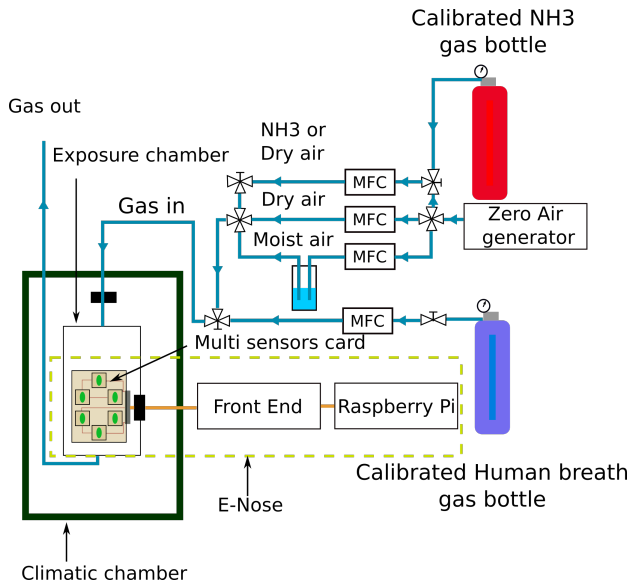 Calibrated NH3
gas bottle
Gas out
NH3 or
Dry air
Exposure chamber
MFC
Dry air
Gas in
MFC
Zero Air
generator
Moist air
MFC
MFC
Multi sensors card
Front End
Raspberry Pi
Calibrated Human breath
gas bottle
E-Nose
Climatic chamber